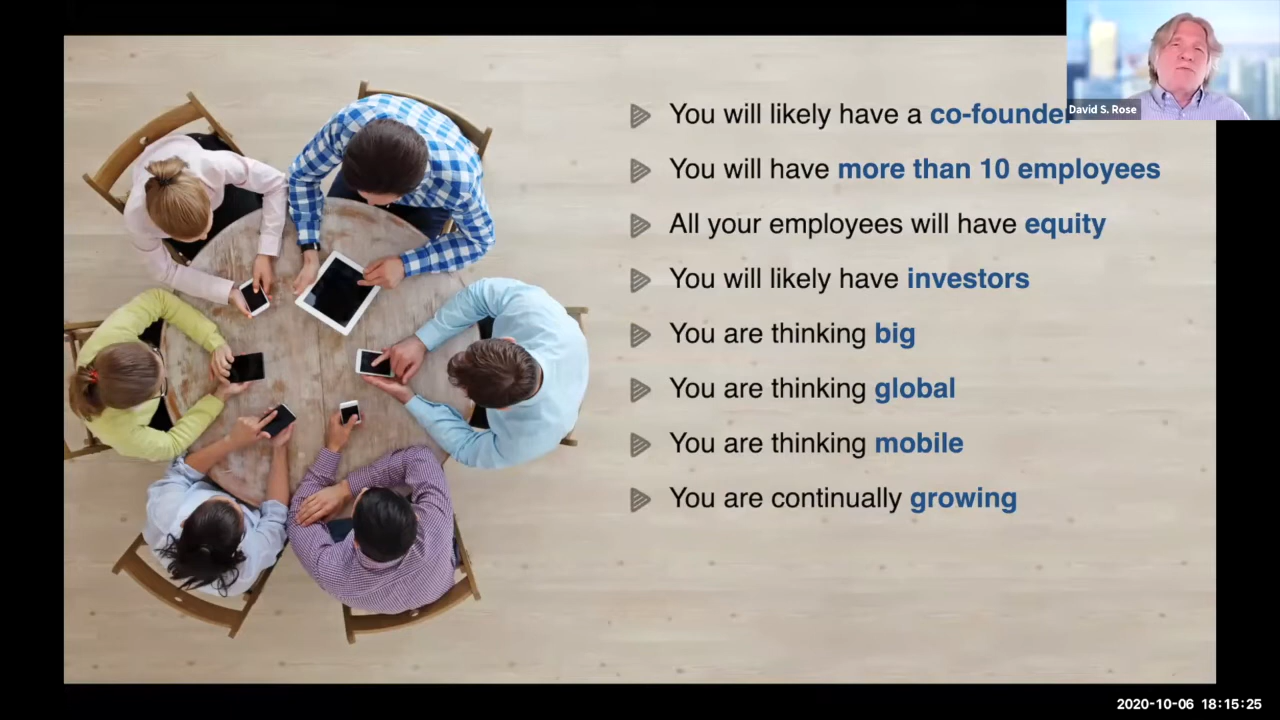 You will likely have a co-founder
David S. Rose
You will have more than 10 employees
All your employees will have equity
You will likely have investors
You are thinking big
You are thinking global
You are thinking mobile
You are continually growing
2020-10-06 18:15:25